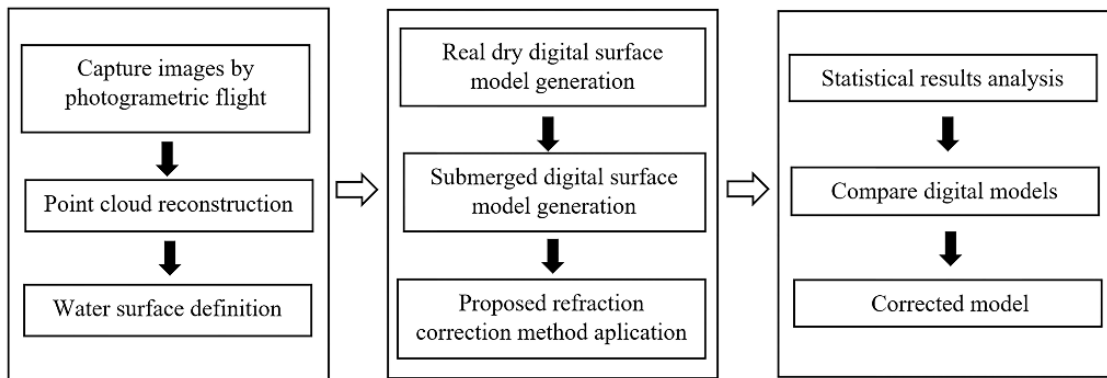 Capture images by
photogrametric flight
Point cloud reconstruction
Water surface definition
Real dry digital surface
model generation
Submerged digital surface
model generation
Proposed refraction
correction method aplication
Statistical results analysis
Compare digital models
Corrected model